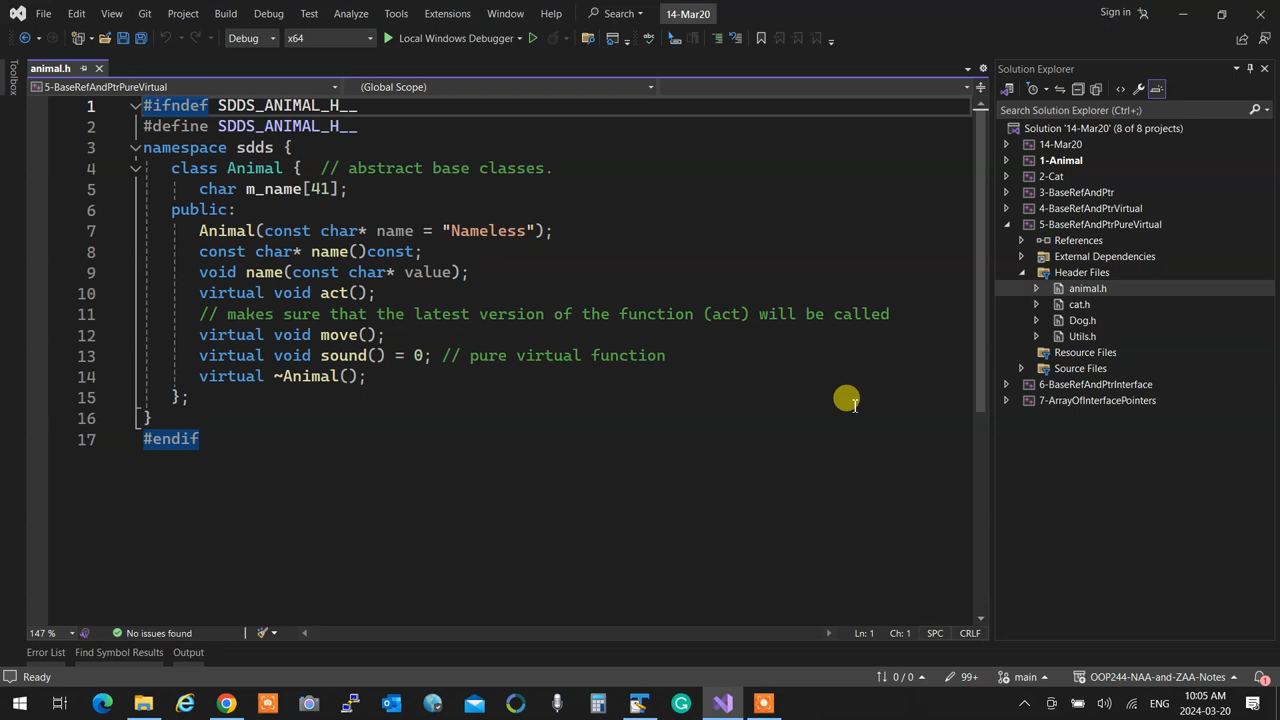 File Edit View Git Project Build Debug Test Analyze Tools Extensions Window Help Search 14-Mar20 Sign in
Debug x64 Local Windows Debugger
Toolbox
animal.h
Solution Explorer
5-BaseRefAndPtrPureVirtual (Global Scope)
Search Solution Explorer (Ctrl+;)
1 #ifndef SDDS_ANIMAL_H__
2 #define SDDS_ANIMAL_H__
3 namespace sdds {
4 class Animal { // abstract base classes.
5 char m_name[41];
6 public:
7 Animal(const char* name = "Nameless");
8 const char* name()const;
9 void name(const char* value);
10 virtual void act();
11 // makes sure that the latest version of the function (act) will be called
12 virtual void move();
13 virtual void sound() = 0; // pure virtual function
14 virtual ~Animal();
15 };
16 }
17 #endif
Solution '14-Mar20' (8 of 8 projects)
14-Mar20
1-Animal
2-Cat
3-BaseRefAndPtr
4-BaseRefAndPtrVirtual
5-BaseRefAndPtrPureVirtual
References
External Dependencies
Header Files
animal.h
cat.h
Dog.h
Utils.h
Resource Files
Source Files
6-BaseRefAndPtrInterface
7-ArrayOfInterfacePointers
147 % No issues found Ln: 1 Ch: 1 SPC CRLF
Error List Find Symbol Results Output
Ready 0 / 0 99+ main OOP244-NAA-and-ZAA-Notes 1
ENG 10:05 AM
2024-03-20